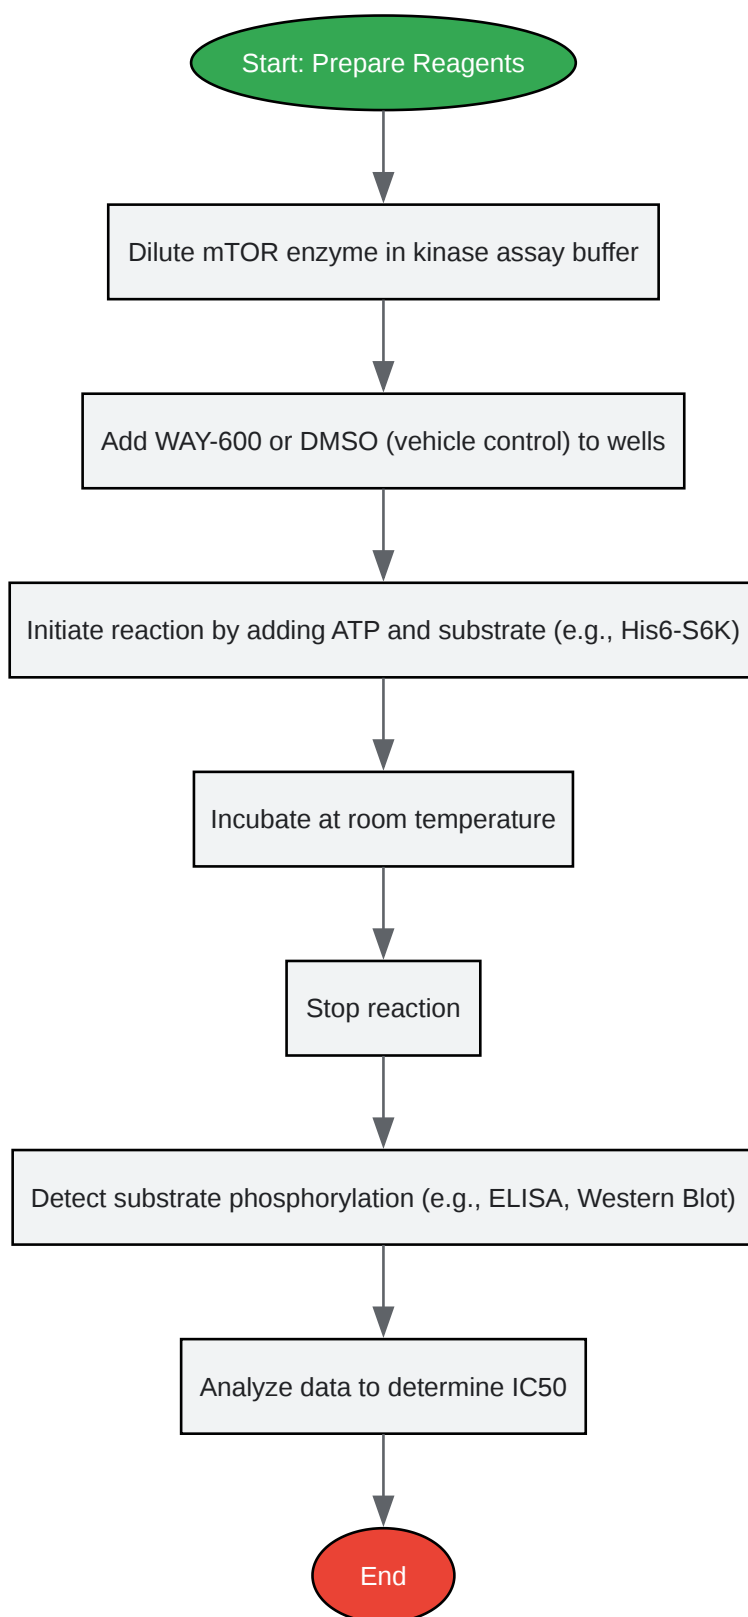 Start: Prepare Reagents
Dilute mTOR enzyme in kinase assay buffer
Add WAY-600 or DMSO (vehicle control) to wells
Initiate reaction by adding ATP and substrate (e.g., His6-S6K)
Incubate at room temperature
Stop reaction
Detect substrate phosphorylation (e.g., ELISA, Western Blot)
Analyze data to determine IC50
End